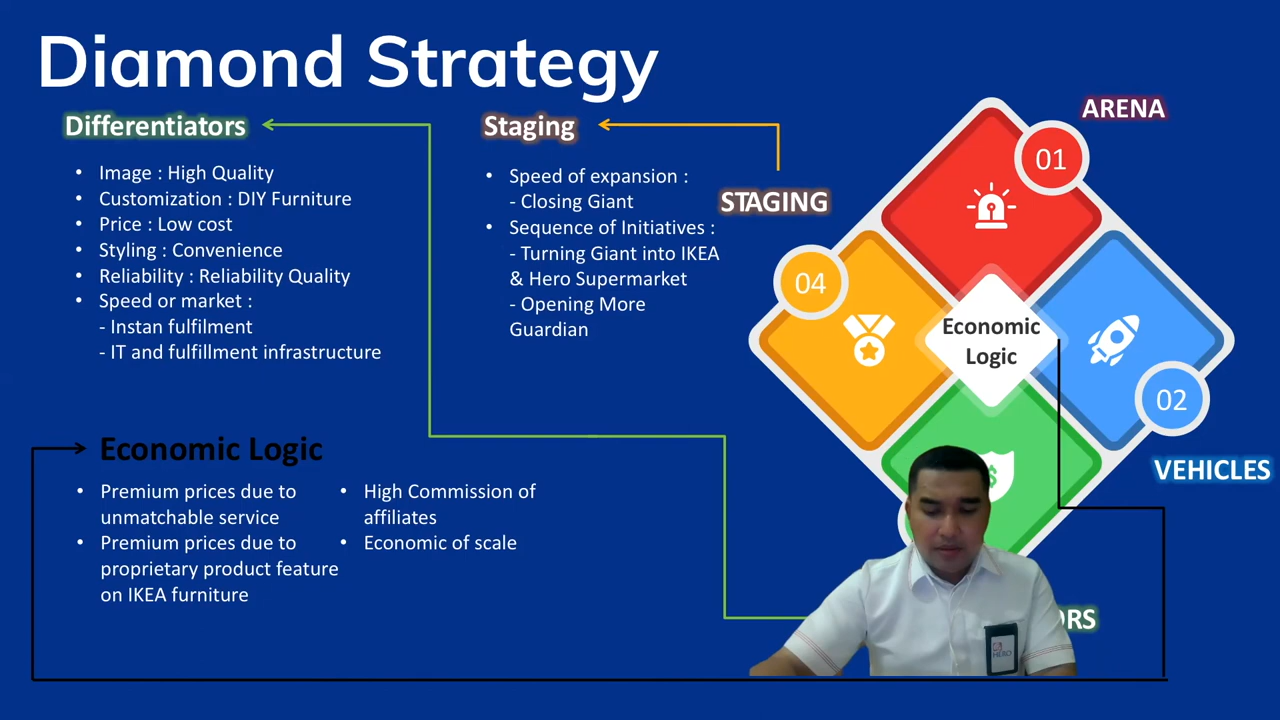 Diamond Strategy
Differentiators
• Image : High Quality
• Customization : DIY Furniture
• Price : Low cost
• Styling : Convenience
• Reliability : Reliability Quality
• Speed or market :
- Instan fulfilment
- IT and fulfillment infrastructure
Staging
• Speed of expansion :
- Closing Giant
• Sequence of Initiatives :
- Turning Giant into IKEA
& Hero Supermarket
- Opening More
Guardian
STAGING
ARENA
01
04
Economic
Logic
02
VEHICLES
$
ORS
HERO
Economic Logic
• Premium prices due to
unmatchable service
• Premium prices due to
proprietary product feature
on IKEA furniture
• High Commission of
affiliates
• Economic of scale